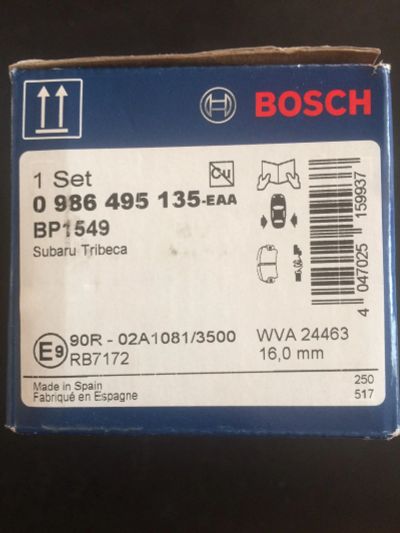 BOSCH
1 Set
Cu
0 986 495 135-EAA
BP1549
Subaru Tribeca
4 047025 159937
E9 90R - 02A1081/3500
RB7172
WVA 24463
16,0 mm
Made in Spain
Fabriqué en Espagne
250
517